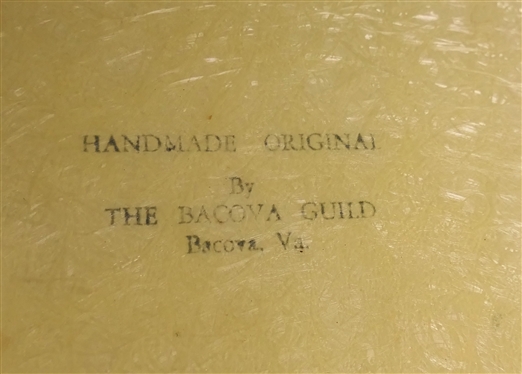 HANDMADE ORIGINAL
By
THE BACOVA GUILD
Bacova, Va.